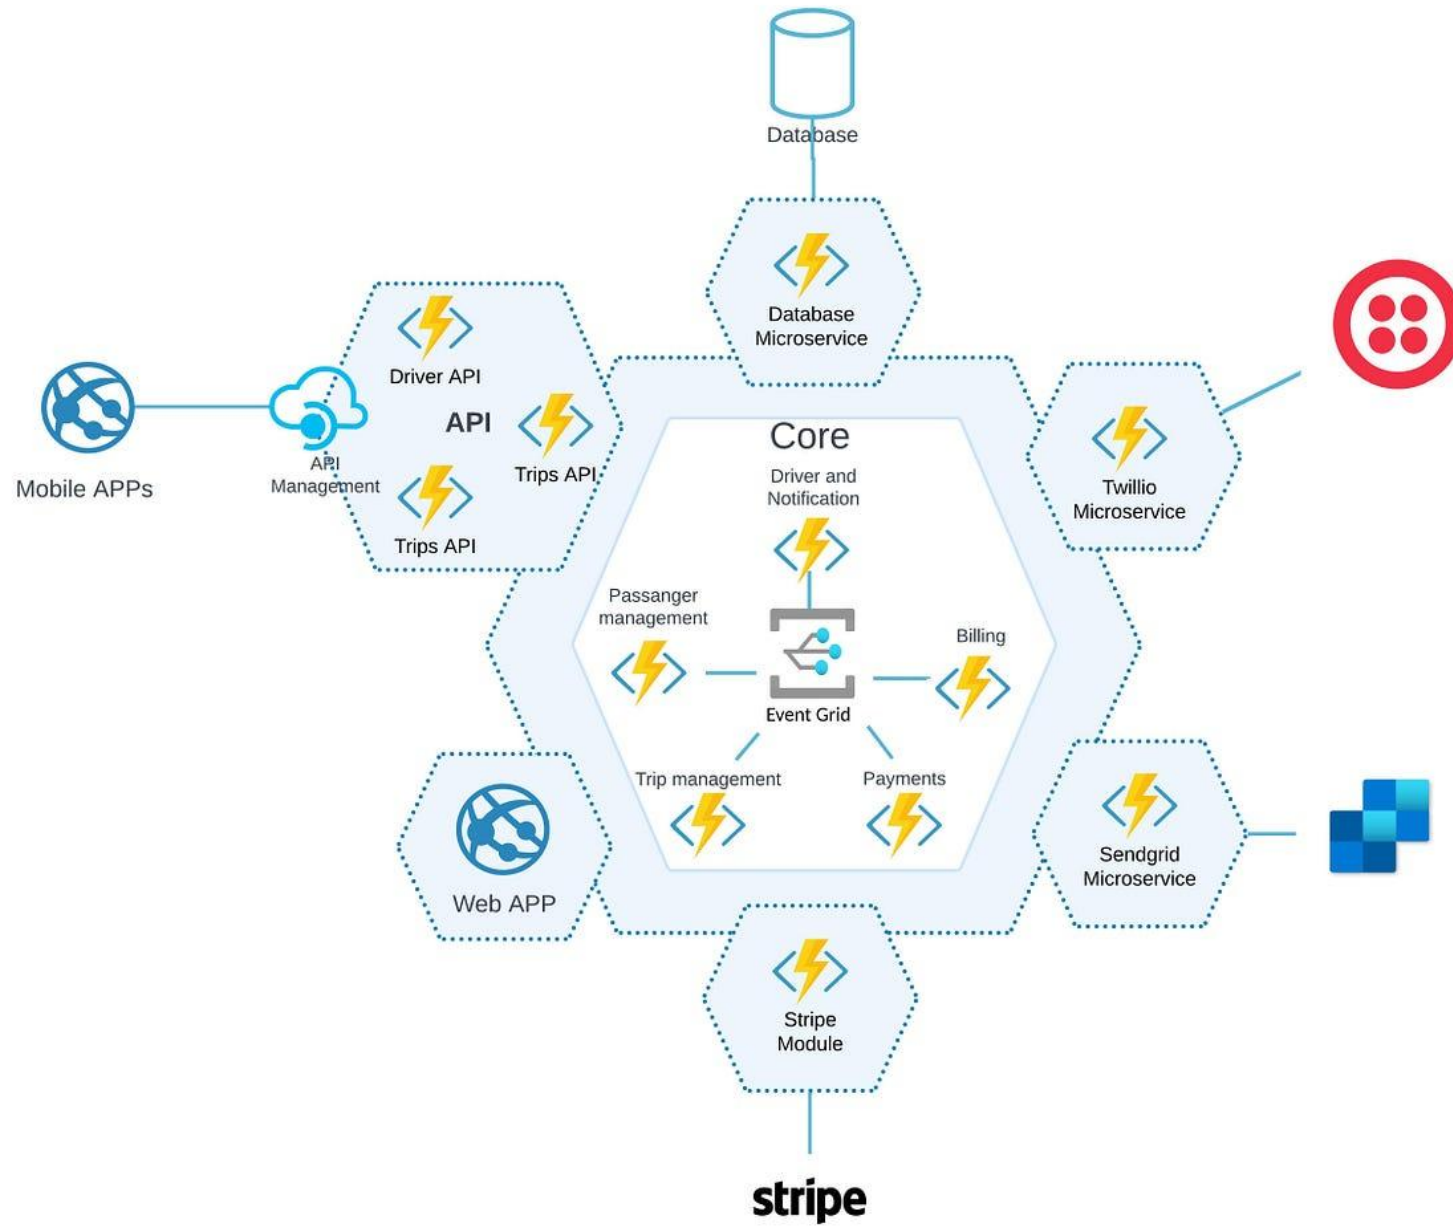 Database
Database
Microservice
Driver API
API
Trips API
Trips API
API
Management
Mobile APPs
Twillio
Microservice
Core
Driver and
Notification
Passanger
management
Billing
Event Grid
Trip management
Payments
Web APP
Sendgrid
Microservice
Stripe
Module
stripe